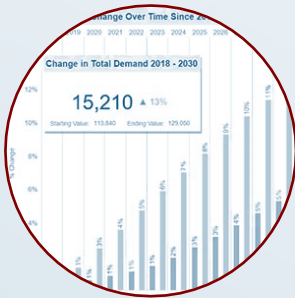 Change Over Time Since 20
2019 2020 2021 2022 2023 2024 2025 2026
Change in Total Demand 2018 - 2030
15,210 ▲ 13%
Starting Value: 113,840 Ending Value: 129,050
12%
10%
8%
6%
4%
% Change
1% 1% 3% 1% 4% 1% 5% 1% 6% 2% 7% 3% 8% 3% 9% 4% 10% 5% 11% 5%